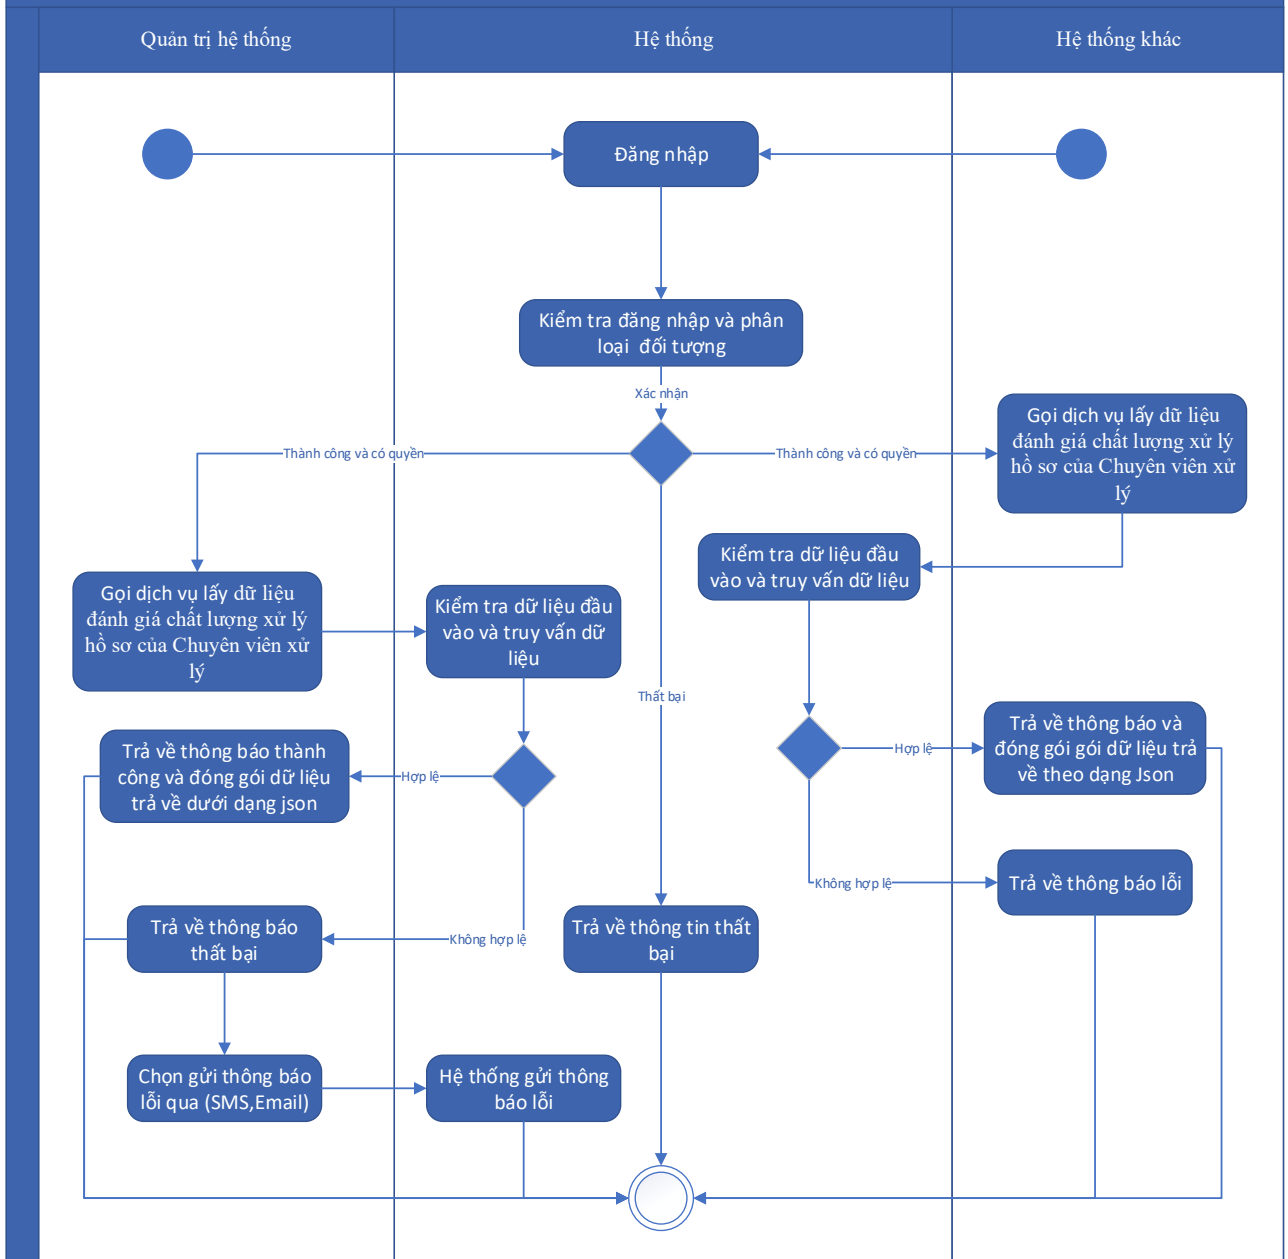 Quản trị hệ thống
Hệ thống
Hệ thống khác
Đăng nhập
Kiểm tra đăng nhập và phân
loại đối tượng
Xác nhận
Thành công và có quyền
Thành công và có quyền
Gọi dịch vụ lấy dữ liệu
đánh giá chất lượng xử lý
hồ sơ của Chuyên viên xử
lý
Kiểm tra dữ liệu đầu
vào và truy vấn dữ liệu
Gọi dịch vụ lấy dữ liệu
đánh giá chất lượng xử lý
hồ sơ của Chuyên viên xử
lý
Kiểm tra dữ liệu đầu
vào và truy vấn dữ
liệu
Thất bại
Trả về thông báo thành
công và đóng gói dữ liệu
trả về dưới dạng json
Hợp lệ
Hợp lệ
Trả về thông báo và
đóng gói gói dữ liệu trả
về theo dạng Json
Không hợp lệ
Trả về thông báo lỗi
Trả về thông báo
thất bại
Không hợp lệ
Trả về thông tin thất
bại
Chọn gửi thông báo
lỗi qua (SMS,Email)
Hệ thống gửi thông
báo lỗi